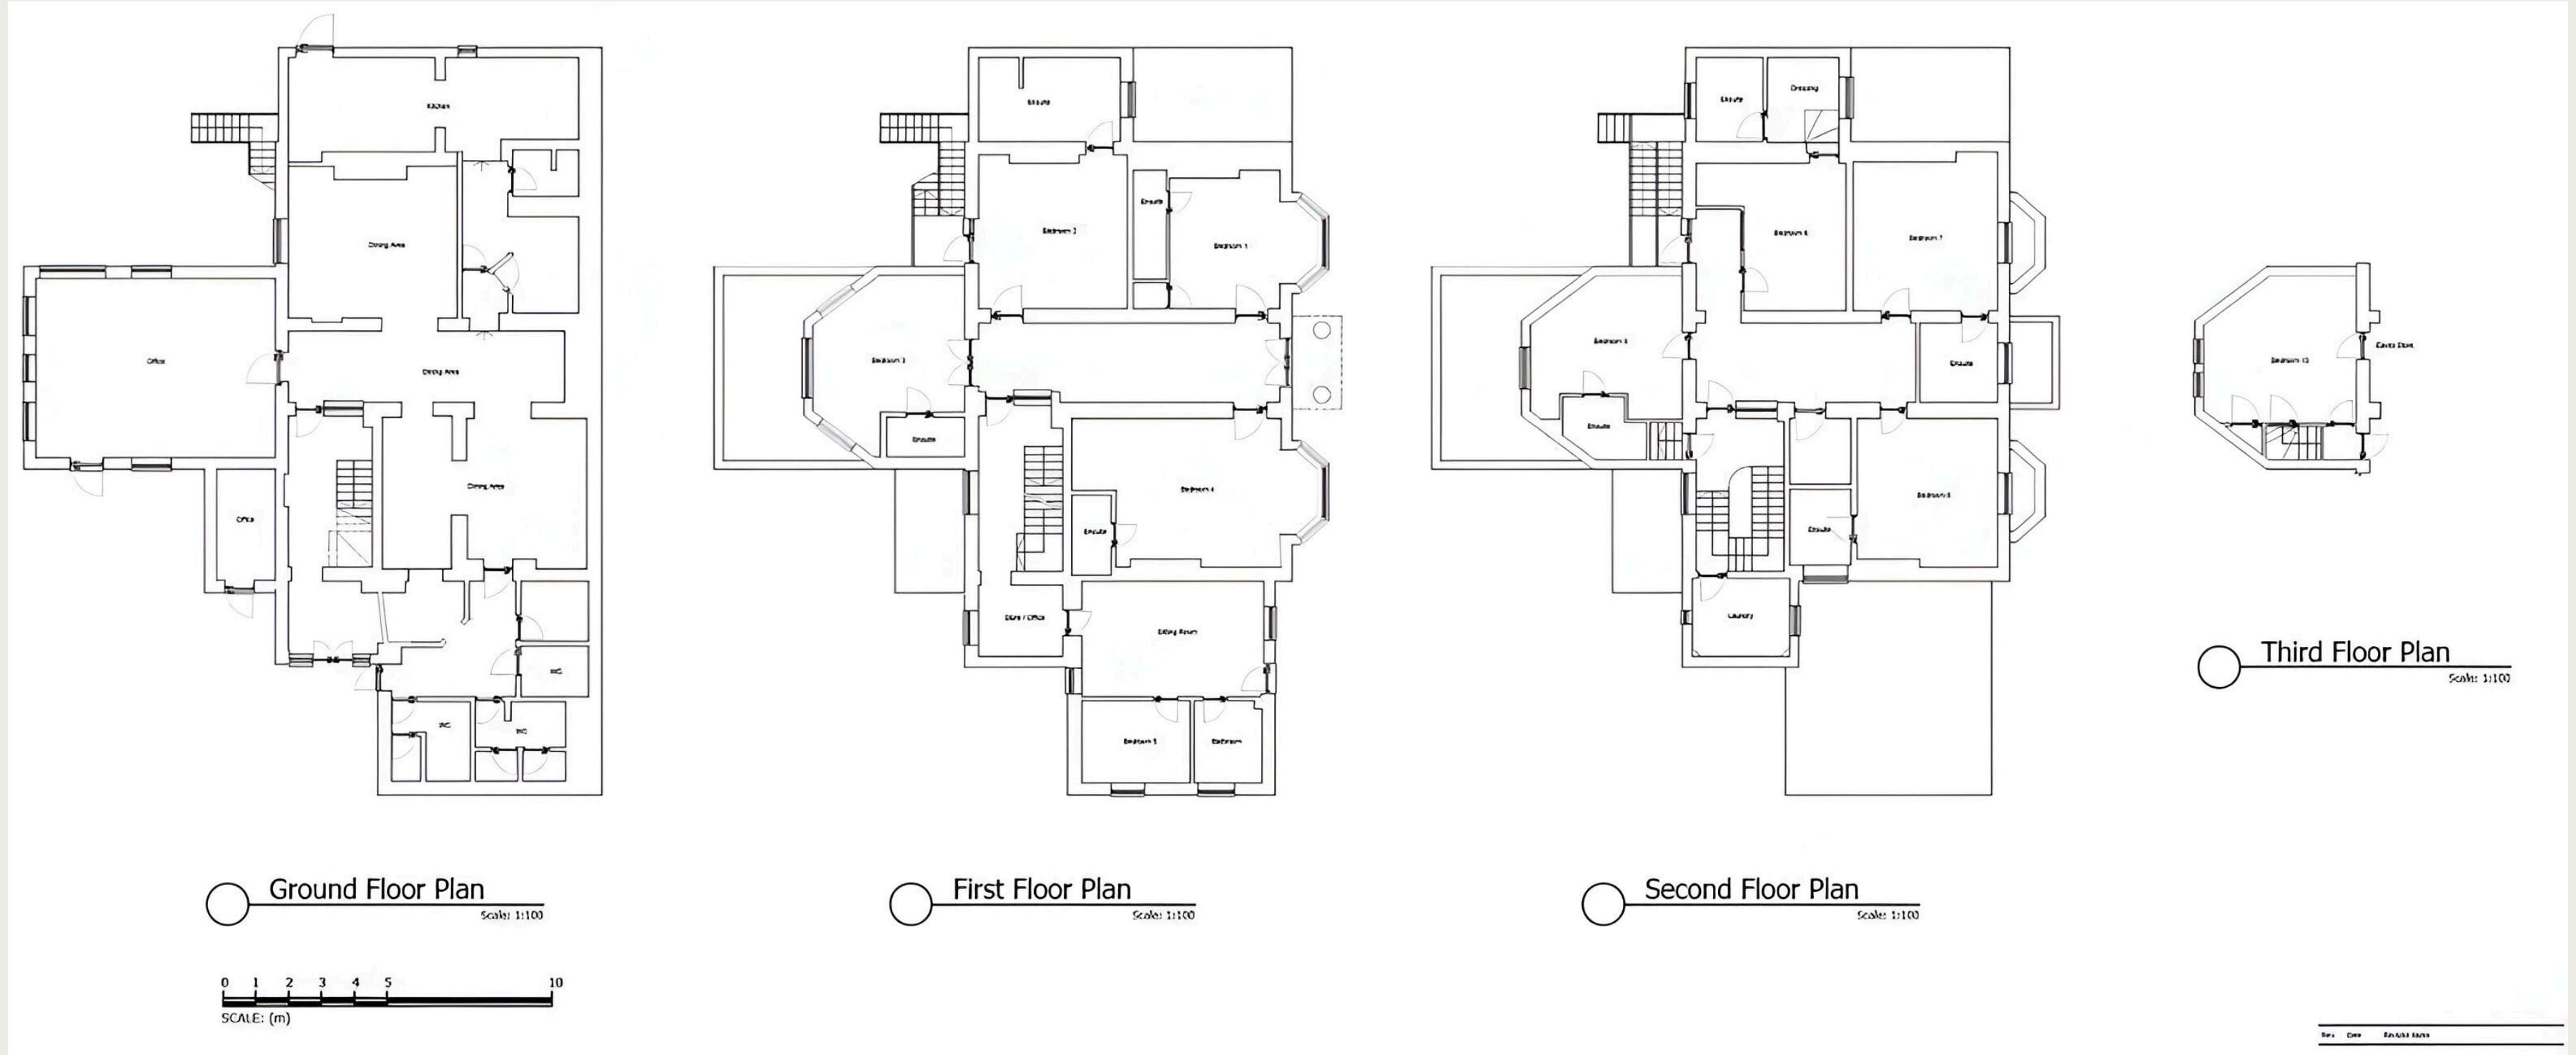 Kitchen
Dining Area
Office
Dining Area
Dining Area
Office
WC
WC
WC
Ground Floor Plan
Scale: 1:100
0 1 2 3 4 5 10
SCALE: (m)
Ensuite
Ensuite
Bedroom 2
Bedroom 1
Bedroom 3
Ensuite
Bedroom 4
Ensuite
Store / Office
Sitting Room
Bedroom 5
Bathroom
First Floor Plan
Scale: 1:100
Ensuite
Dressing
Bedroom 6
Bedroom 7
Ensuite
Ensuite
Ensuite
Laundry
Second Floor Plan
Scale: 1:100
Bedroom 10
Eaves Store
Third Floor Plan
Scale: 1:100